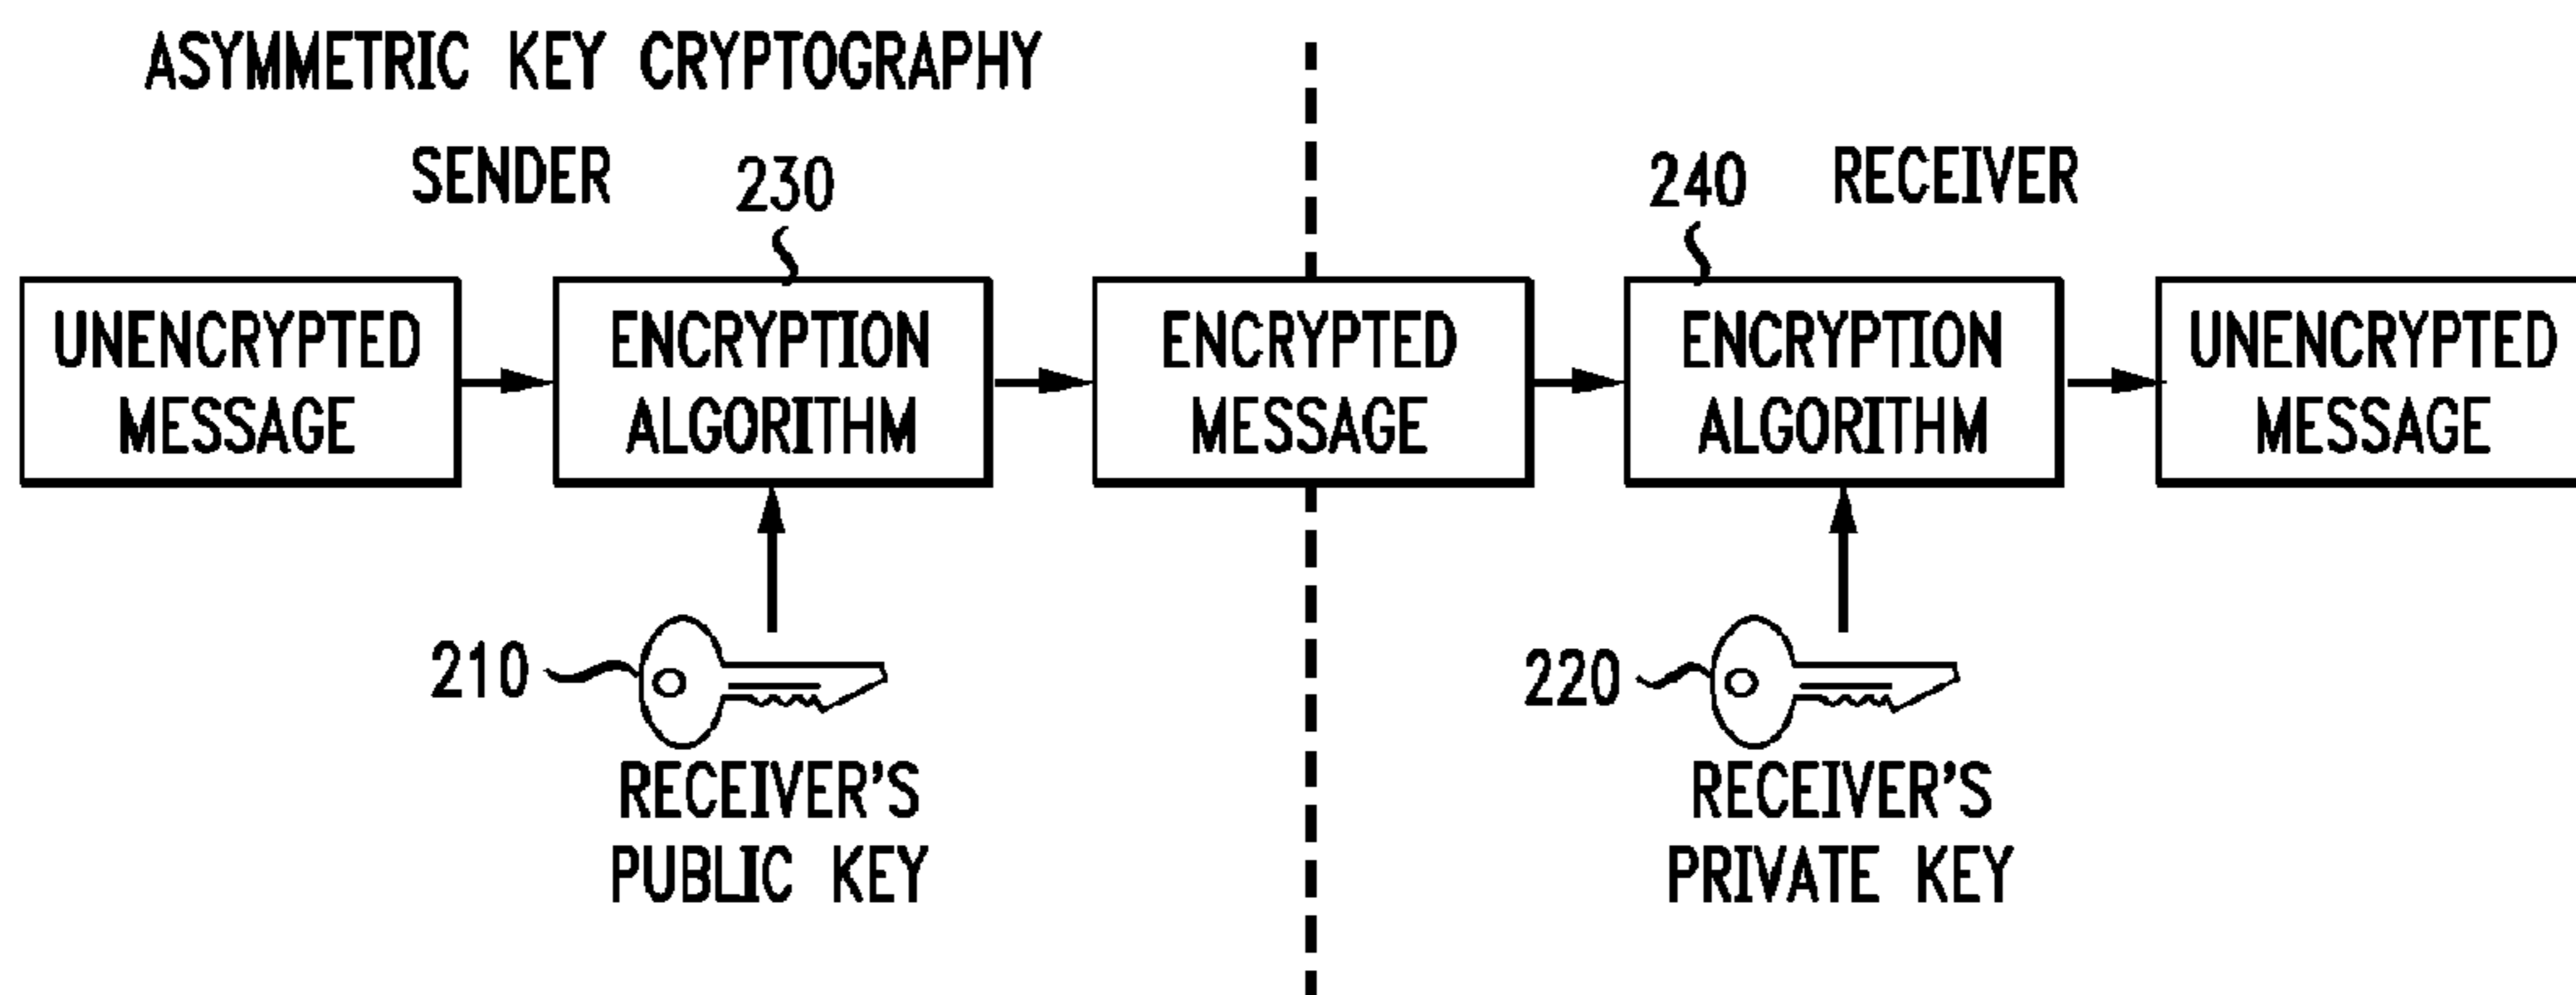 ASYMMETRIC KEY CRYPTOGRAPHY
SENDER
230
240
RECEIVER
UNENCRYPTED
MESSAGE
ENCRYPTION
ALGORITHM
ENCRYPTED
MESSAGE
ENCRYPTION
ALGORITHM
UNENCRYPTED
MESSAGE
210
RECEIVER'S
PUBLIC KEY
220
RECEIVER'S
PRIVATE KEY